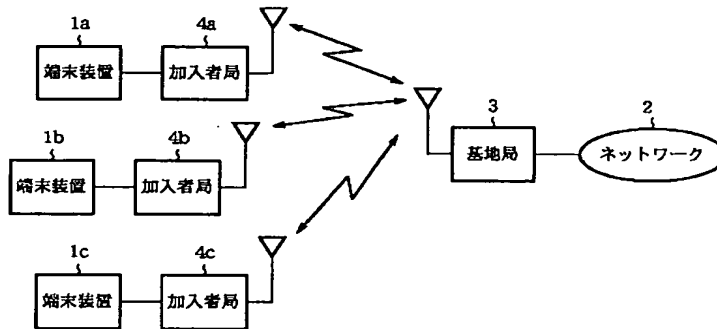 1a 4a
端末装置 加入者局
1b 4b 3 2
端末装置 加入者局 基地局 ネットワーク
1c 4c
端末装置 加入者局